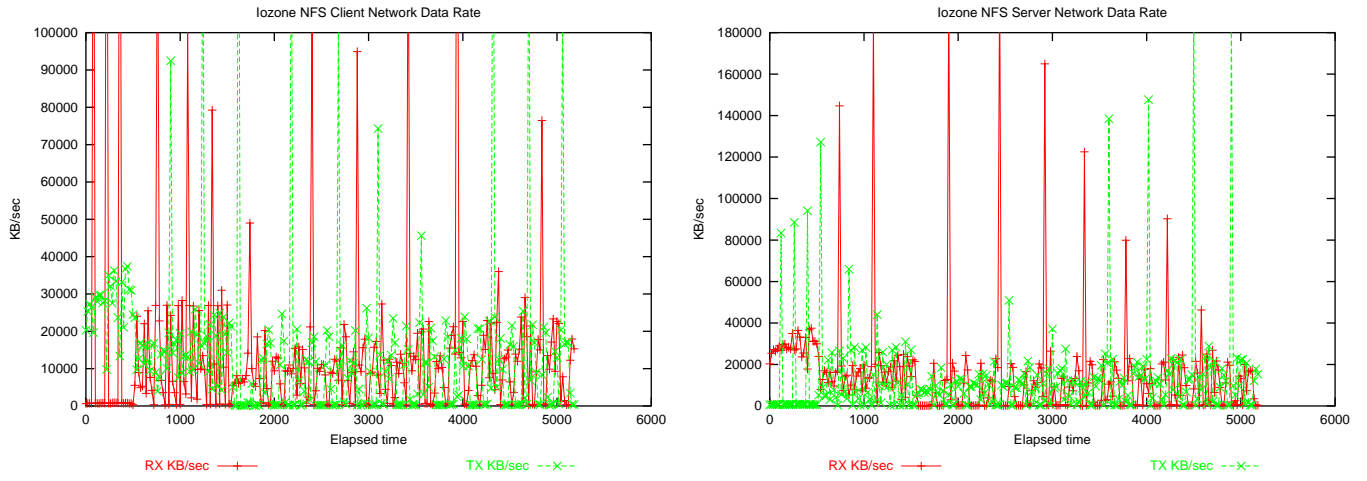 Iozone NFS Client Network Data Rate
100000
90000
80000
70000
60000
50000
40000
30000
20000
10000
0
KB/sec
0 1000 2000 3000 4000 5000 6000
Elapsed time
RX KB/sec TX KB/sec
Iozone NFS Server Network Data Rate
180000
160000
140000
120000
100000
80000
60000
40000
20000
0
KB/sec
0 1000 2000 3000 4000 5000 6000
Elapsed time
RX KB/sec TX KB/sec